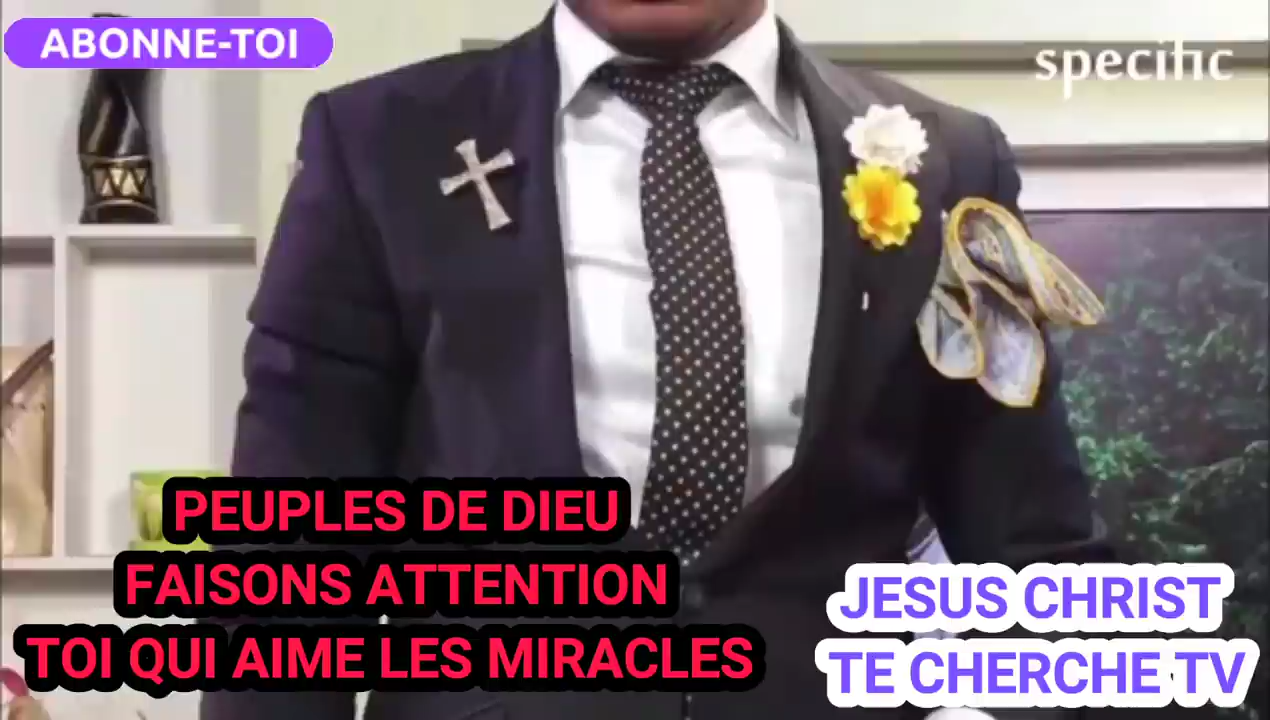 ABONNE-TOI
specific
PEUPLES DE DIEU
FAISONS ATTENTION
TOI QUI AIME LES MIRACLES
JESUS CHRIST
TE CHERCHE TV